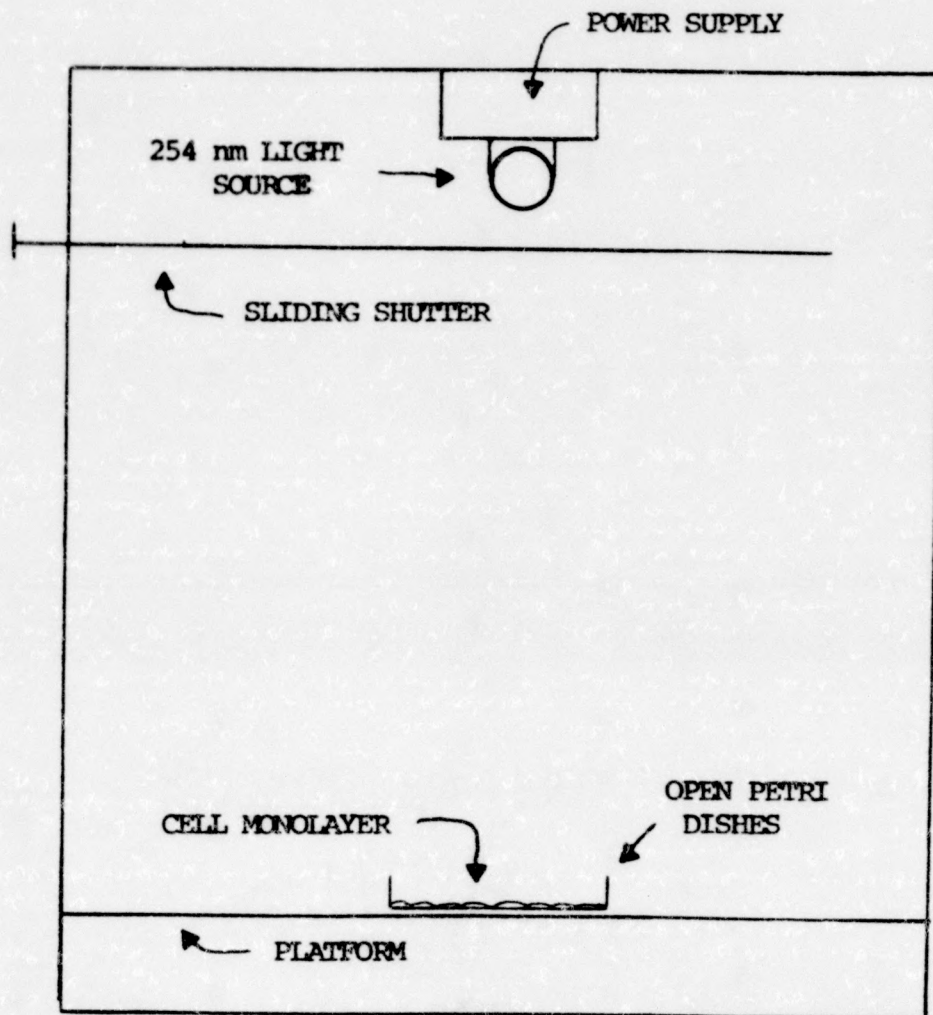 POWER SUPPLY
254 nm LIGHT
SOURCE
SLIDING SHUTTER
OPEN PETRI
DISHES
CELL MONOLAYER
PLATFORM